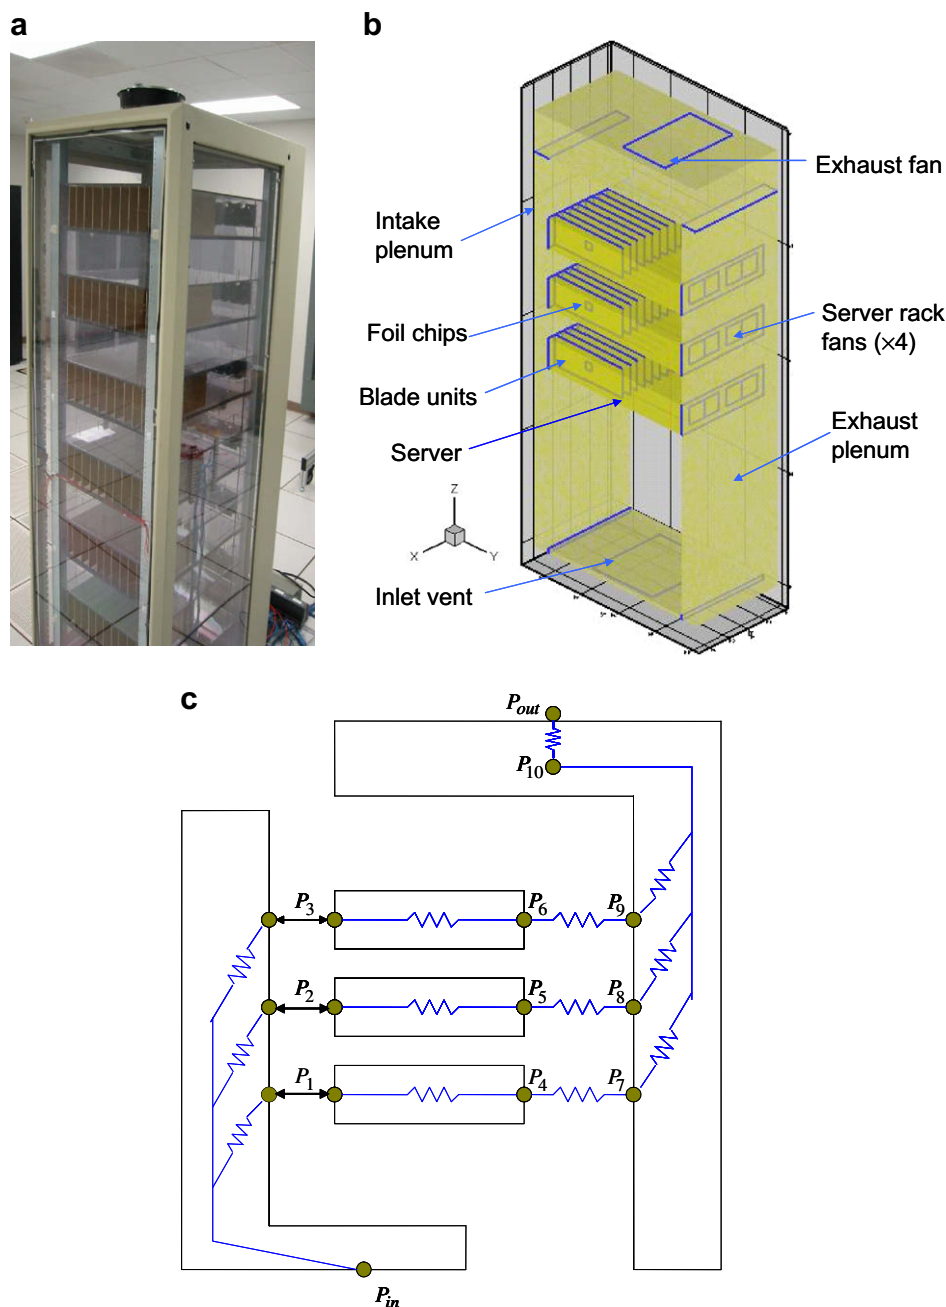 a
b
Exhaust fan
Intake
plenum
Foil chips
Server rack
fans (×4)
Blade units
Exhaust
plenum
Server
Z
X
Y
Inlet vent
c
Pout
P10
P3
P6
P9
P2
P5
P8
P1
P4
P7
Pin